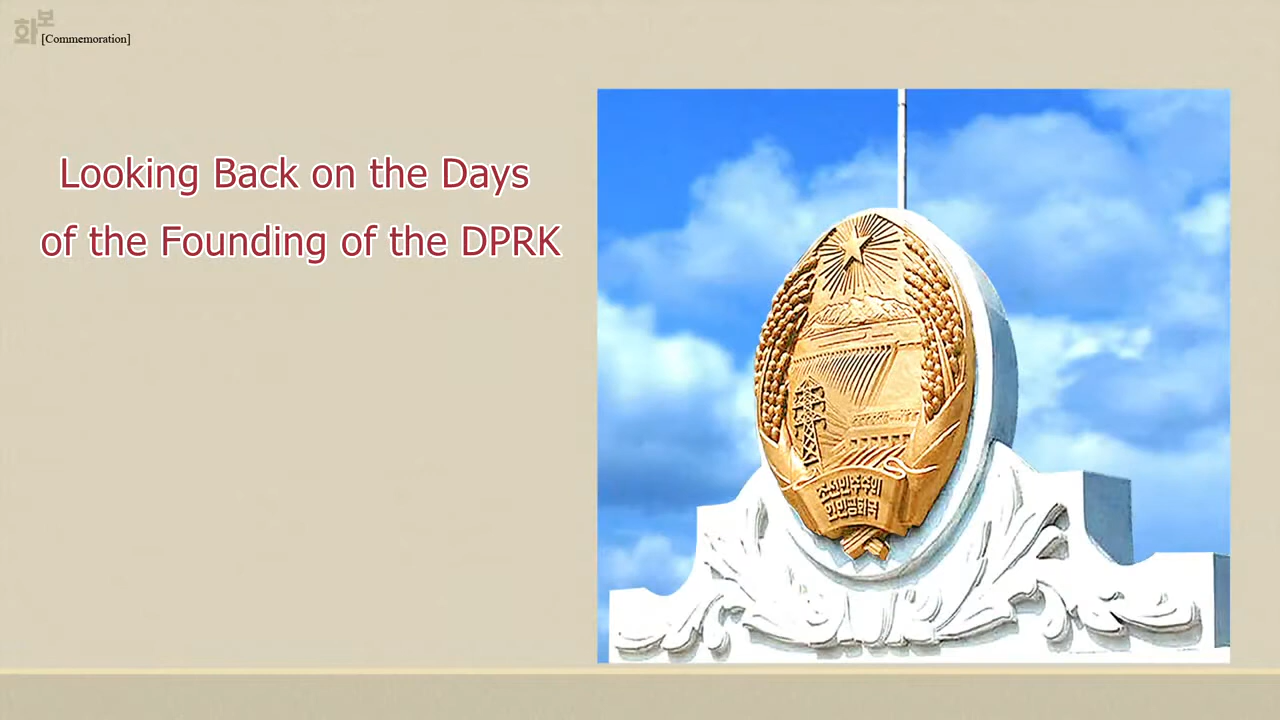 화보
[Commemoration]
Looking Back on the Days
of the Founding of the DPRK
조선민주주의
인민공화국